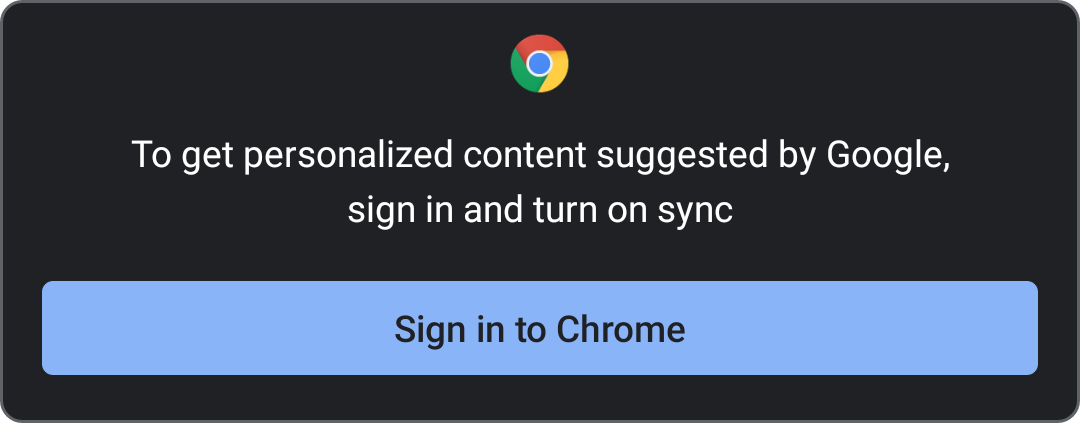 To get personalized content suggested by Google,
sign in and turn on sync
Sign in to Chrome